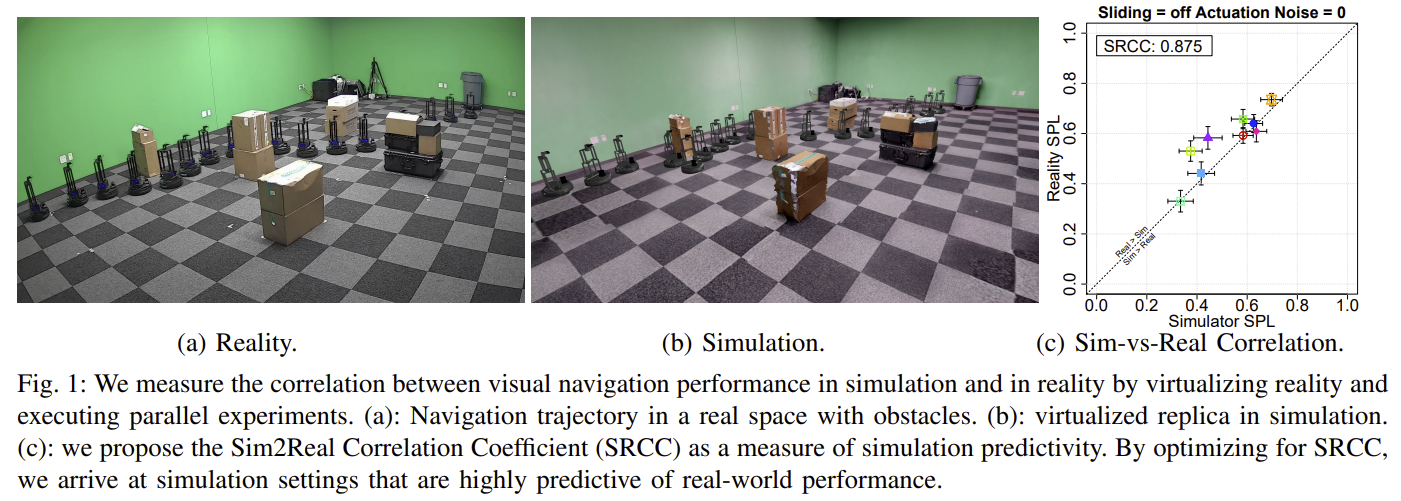 Sliding = off Actuation Noise = 0
SRCC: 0.875
1.0
0.8
0.6
0.4
0.2
0.0
Reality SPL
Real > Sim
Sim > Real
0.0 0.2 0.4 0.6 0.8 1.0
Simulator SPL
(a) Reality.
(b) Simulation.
(c) Sim-vs-Real Correlation.
Fig. 1: We measure the correlation between visual navigation performance in simulation and in reality by virtualizing reality and
executing parallel experiments. (a): Navigation trajectory in a real space with obstacles. (b): virtualized replica in simulation.
(c): we propose the Sim2Real Correlation Coefficient (SRCC) as a measure of simulation predictivity. By optimizing for SRCC,
we arrive at simulation settings that are highly predictive of real-world performance.